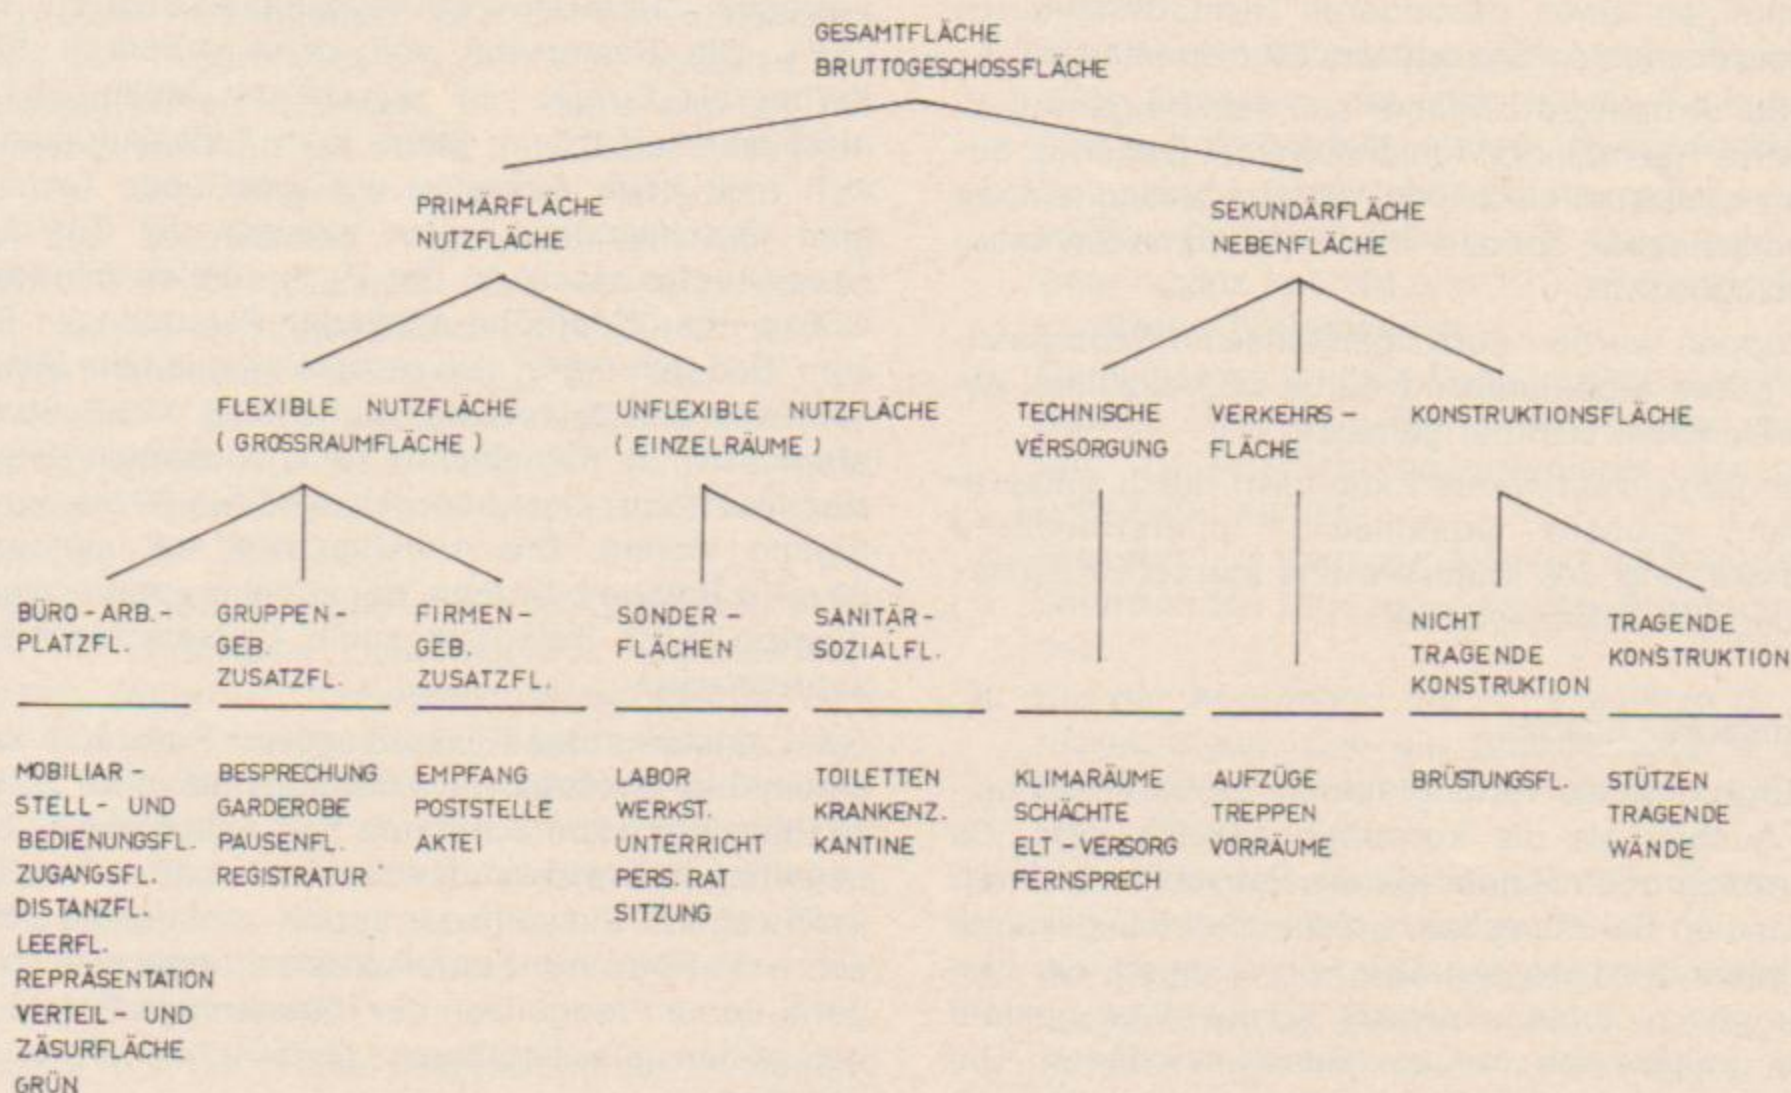 GESAMTFLÄCHE
BRUTTOGESCHOSSFLÄCHE
PRIMÄRFLÄCHE
NUTZFLÄCHE
SEKUNDÄRFLÄCHE
NEBENFLÄCHE
FLEXIBLE NUTZFLÄCHE
( GROSSRAUMFLÄCHE )
UNFLEXIBLE NUTZFLÄCHE
( EINZELRÄUME )
TECHNISCHE
VERSORGUNG
VERKEHRS -
FLÄCHE
KONSTRUKTIONSFLÄCHE
BÜRO - ARB. -
PLATZFL.
GRUPPEN -
GEB.
ZUSATZFL.
FIRMEN -
GEB.
ZUSATZFL.
SONDER -
FLÄCHEN
SANITÄR -
SOZIALFL.
NICHT
TRAGENDE
KONSTRUKTION
TRAGENDE
KONSTRUKTION
MOBILIAR -
STELL - UND
BEDIENUNGSFL.
ZUGANGSFL.
DISTANZFL.
LEERFL.
REPRÄSENTATION
VERTEIL - UND
ZÄSURFLÄCHE
GRÜN
BESPRECHUNG
GARDEROBE
PAUSENFL.
REGISTRATUR
EMPFANG
POSTSTELLE
AKTEI
LABOR
WERKST.
UNTERRICHT
PERS. RAT
SITZUNG
TOILETTEN
KRANKENZ.
KANTINE
KLIMARÄUME
SCHÄCHTE
ELT - VERSORG
FERNSPRECH
AUFZÜGE
TREPPEN
VORRÄUME
BRÜSTUNGSFL.
STÜTZEN
TRAGENDE
WÄNDE